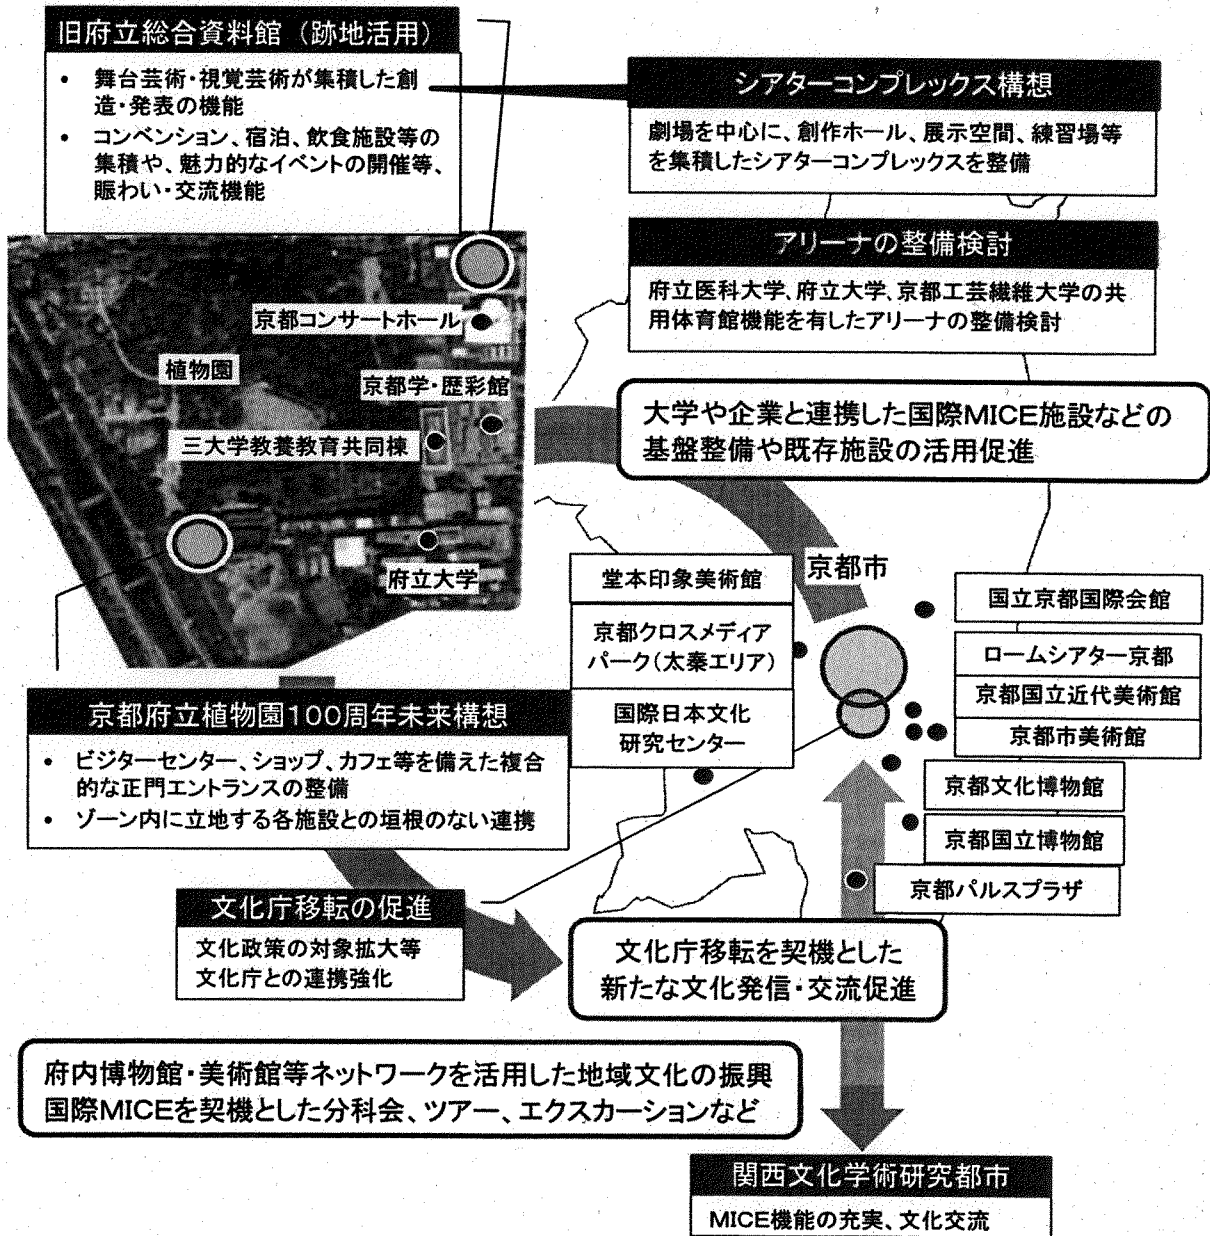 旧府立総合資料館（跡地活用）
• 舞台芸術・視覚芸術が集積した創
造・発表の機能
• コンベンション、宿泊、飲食施設等の
集積や、魅力的なイベントの開催等、
賑わい・交流機能
シアターコンプレックス構想
劇場を中心に、創作ホール、展示空間、練習場等
を集積したシアターコンプレックスを整備
アリーナの整備検討
府立医科大学、府立大学、京都工芸繊維大学の共
用体育館機能を有したアリーナの整備検討
京都コンサートホール
植物園
京都学・歴彩館
三大学教養教育共同棟
府立大学
大学や企業と連携した国際MICE施設などの
基盤整備や既存施設の活用促進
京都市
堂本印象美術館
京都クロスメディア
パーク（太秦エリア）
国際日本文化
研究センター
国立京都国際会館
ロームシアター京都
京都国立近代美術館
京都市美術館
京都文化博物館
京都国立博物館
京都パルスプラザ
京都府立植物園100周年未来構想
• ビジターセンター、ショップ、カフェ等を備えた複合
的な正門エントランスの整備
• ゾーン内に立地する各施設との垣根のない連携
文化庁移転の促進
文化政策の対象拡大等
文化庁との連携強化
文化庁移転を契機とした
新たな文化発信・交流促進
府内博物館・美術館等ネットワークを活用した地域文化の振興
国際MICEを契機とした分科会、ツアー、エクスカーションなど
関西文化学術研究都市
MICE機能の充実、文化交流